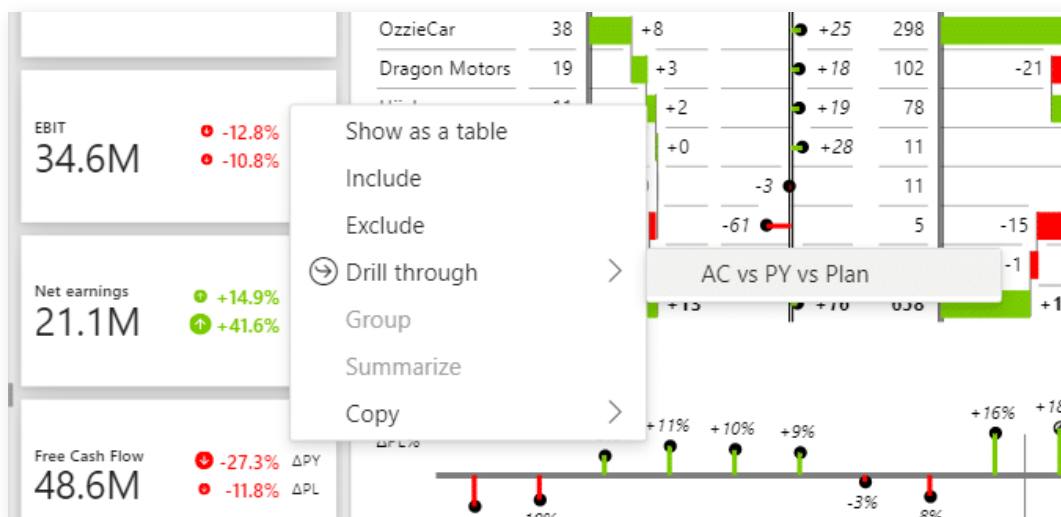 OzzieCar 38 +8 +25 298
Dragon Motors 19 +3 +18 102 -21
+2 +19 78
+0 +28 11
-3 11
-61 5 -15
-1
+13 +16 658 +1
EBIT
34.6M
-12.8%
-10.8%
Net earnings
21.1M
+14.9%
+41.6%
Free Cash Flow
48.6M
-27.3% ΔPY
-11.8% ΔPL
Show as a table
Include
Exclude
Drill through
Group
Summarize
Copy
AC vs PY vs Plan
ΔPL%
+11% +10% +9% +16%
-3%